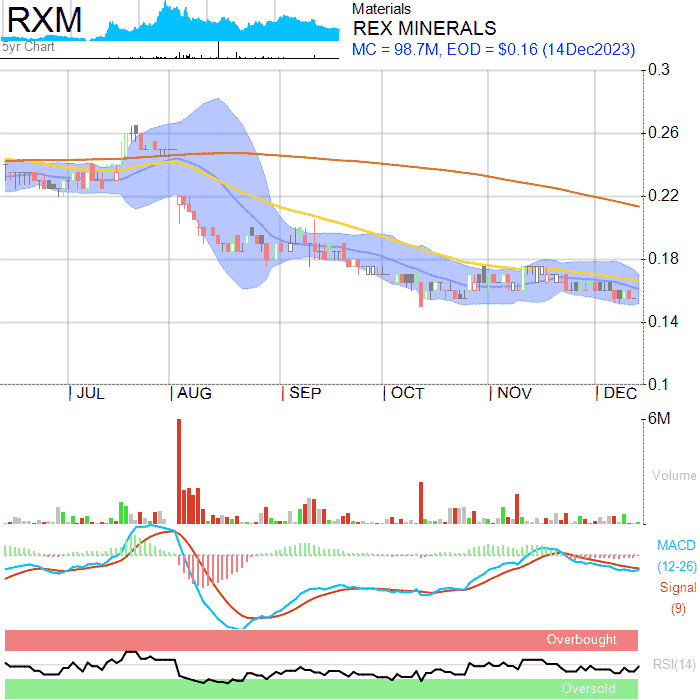 RXM
5yr Chart
Materials
REX MINERALS
MC = 98.7M, EOD = $0.16 (14Dec2023)
0.3
0.26
0.22
0.18
0.14
0.1
JUL AUG SEP OCT NOV DEC
6M
Volume
MACD
(12-26)
Signal
(9)
Overbought
RSI(14)
Oversold